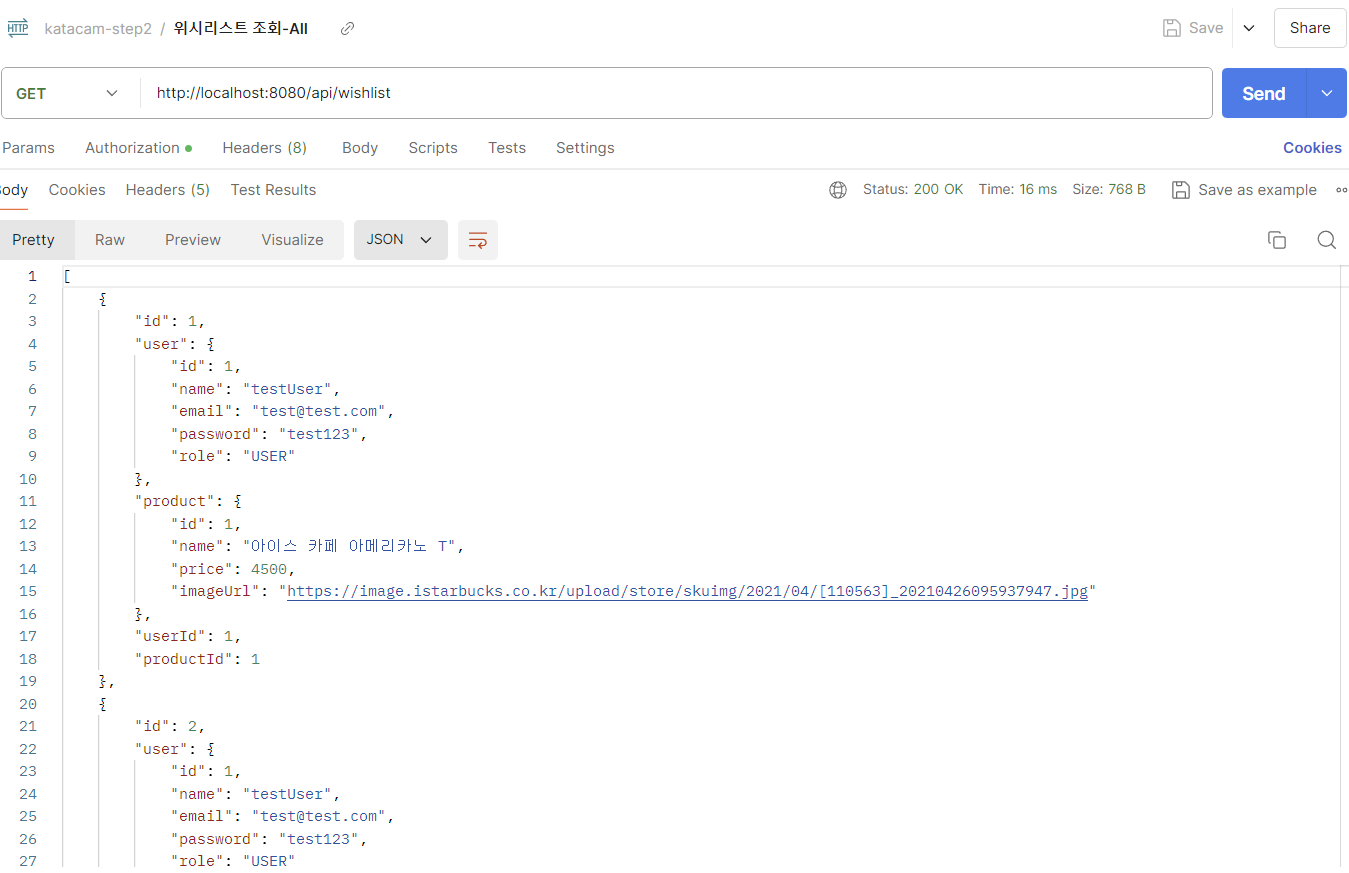 HTTP katacam-step2 / 위시리스트 조회-All Save Share
GET http://localhost:8080/api/wishlist Send
Params Authorization Headers (8) Body Scripts Tests Settings Cookies
ody Cookies Headers (5) Test Results Status: 200 OK Time: 16 ms Size: 768 B Save as example
Pretty Raw Preview Visualize JSON
1 [
2 {
3 "id": 1,
4 "user": {
5 "id": 1,
6 "name": "testUser",
7 "email": "test@test.com",
8 "password": "test123",
9 "role": "USER"
10 },
11 "product": {
12 "id": 1,
13 "name": "아이스 카페 아메리카노 T",
14 "price": 4500,
15 "imageUrl": "https://image.istarbucks.co.kr/upload/store/skuimg/2021/04/[110563]_20210426095937947.jpg"
16 },
17 "userId": 1,
18 "productId": 1
19 },
20 {
21 "id": 2,
22 "user": {
23 "id": 1,
24 "name": "testUser",
25 "email": "test@test.com",
26 "password": "test123",
27 "role": "USER"